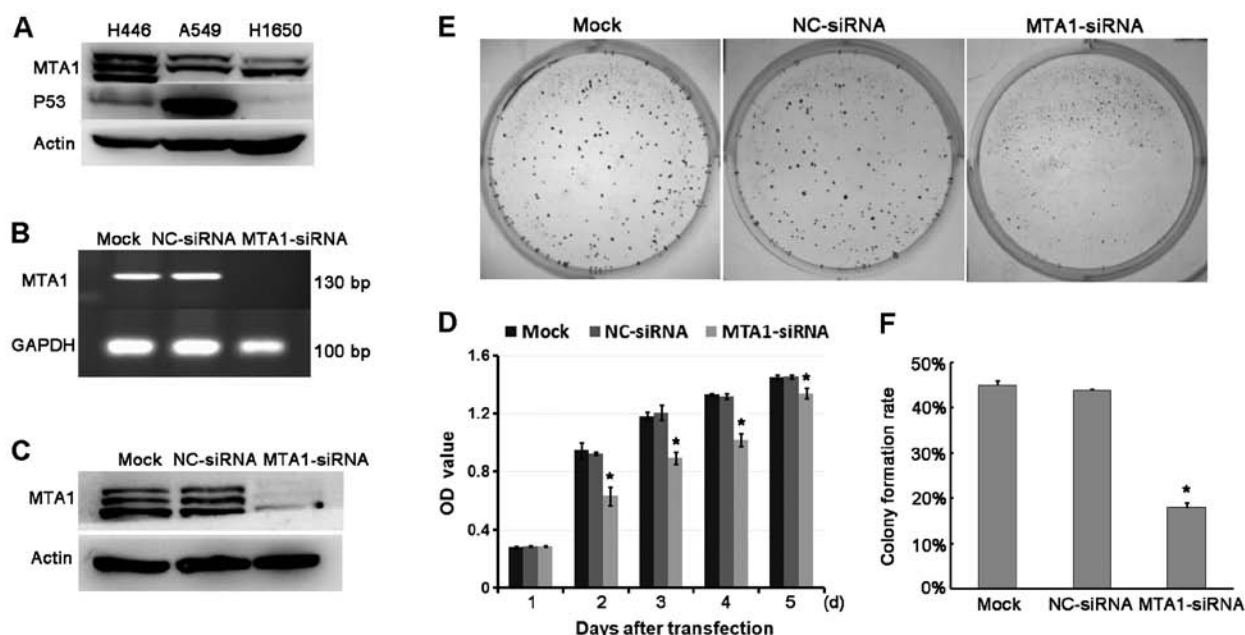 A
H446 A549 H1650
MTA1
P53
Actin
B
Mock NC-siRNA MTA1-siRNA
MTA1
130 bp
GAPDH
100 bp
C
Mock NC-siRNA MTA1-siRNA
MTA1
Actin
E
Mock NC-siRNA MTA1-siRNA
D
Mock NC-siRNA MTA1-siRNA
1.6
1.2
0.8
0.4
0
OD value
*
*
*
*
1 2 3 4 5 (d)
Days after transfection
F
50%
40%
30%
20%
10%
0%
Colony formation rate
*
Mock NC-siRNA MTA1-siRNA